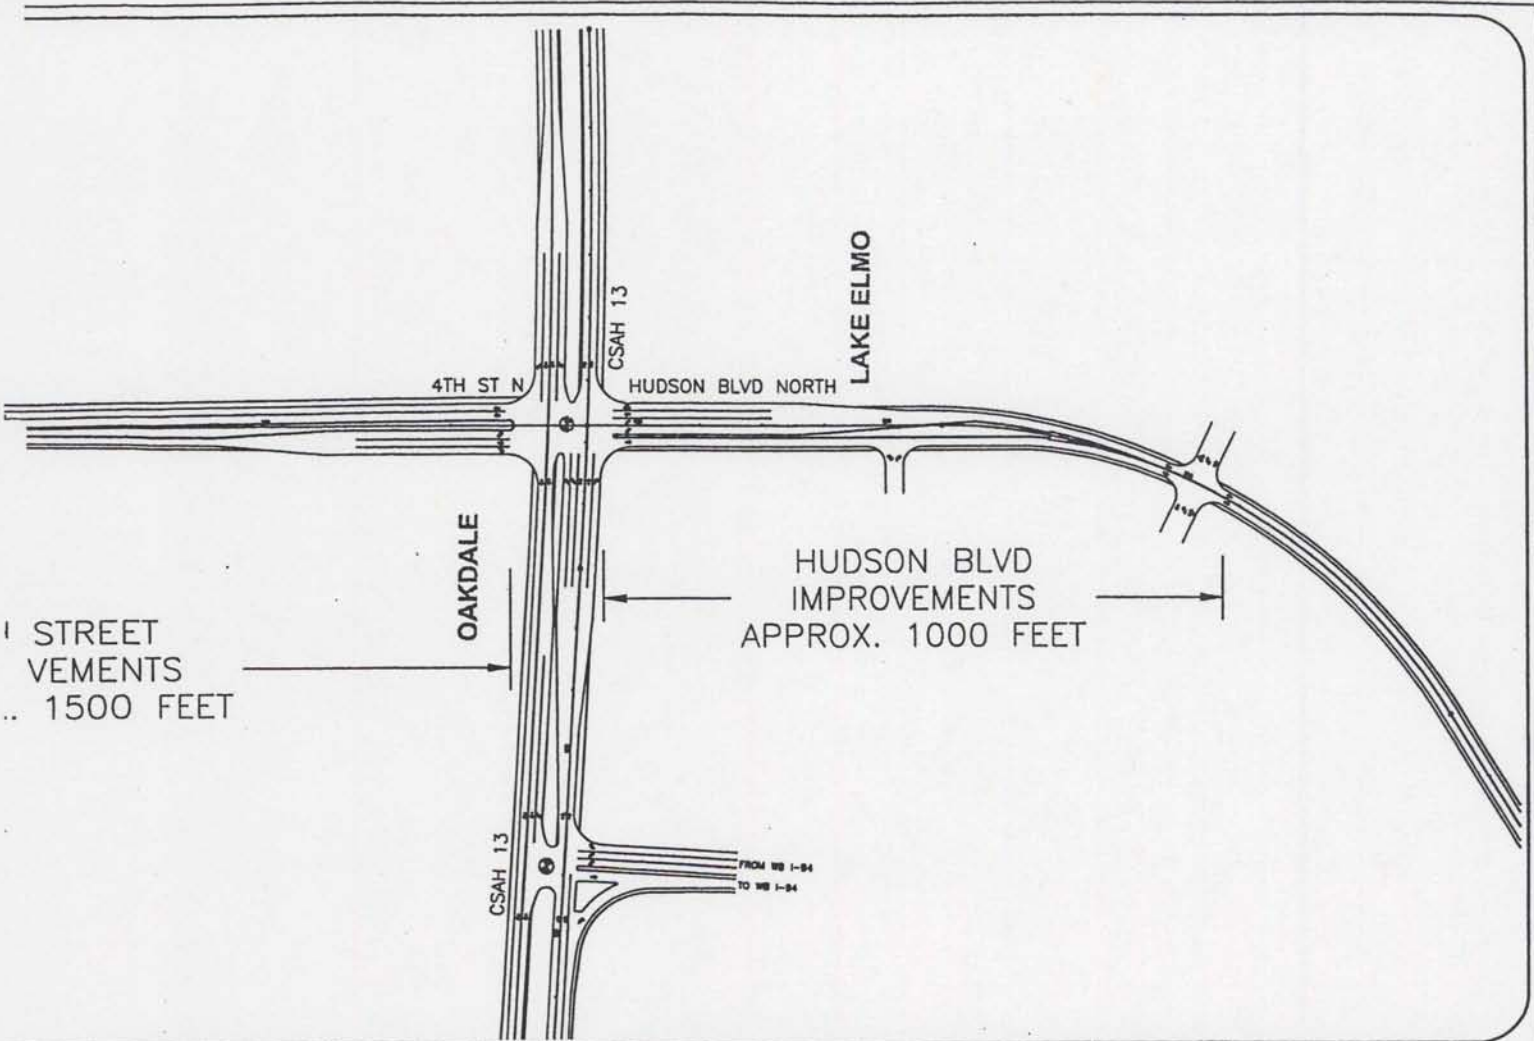 LAKE ELMO
CSAH 13
4TH ST N
HUDSON BLVD NORTH
OAKDALE
HUDSON BLVD
IMPROVEMENTS
APPROX. 1000 FEET
STREET
VEMENTS
.. 1500 FEET
CSAH 13
FROM WB I-94
TO WB I-94